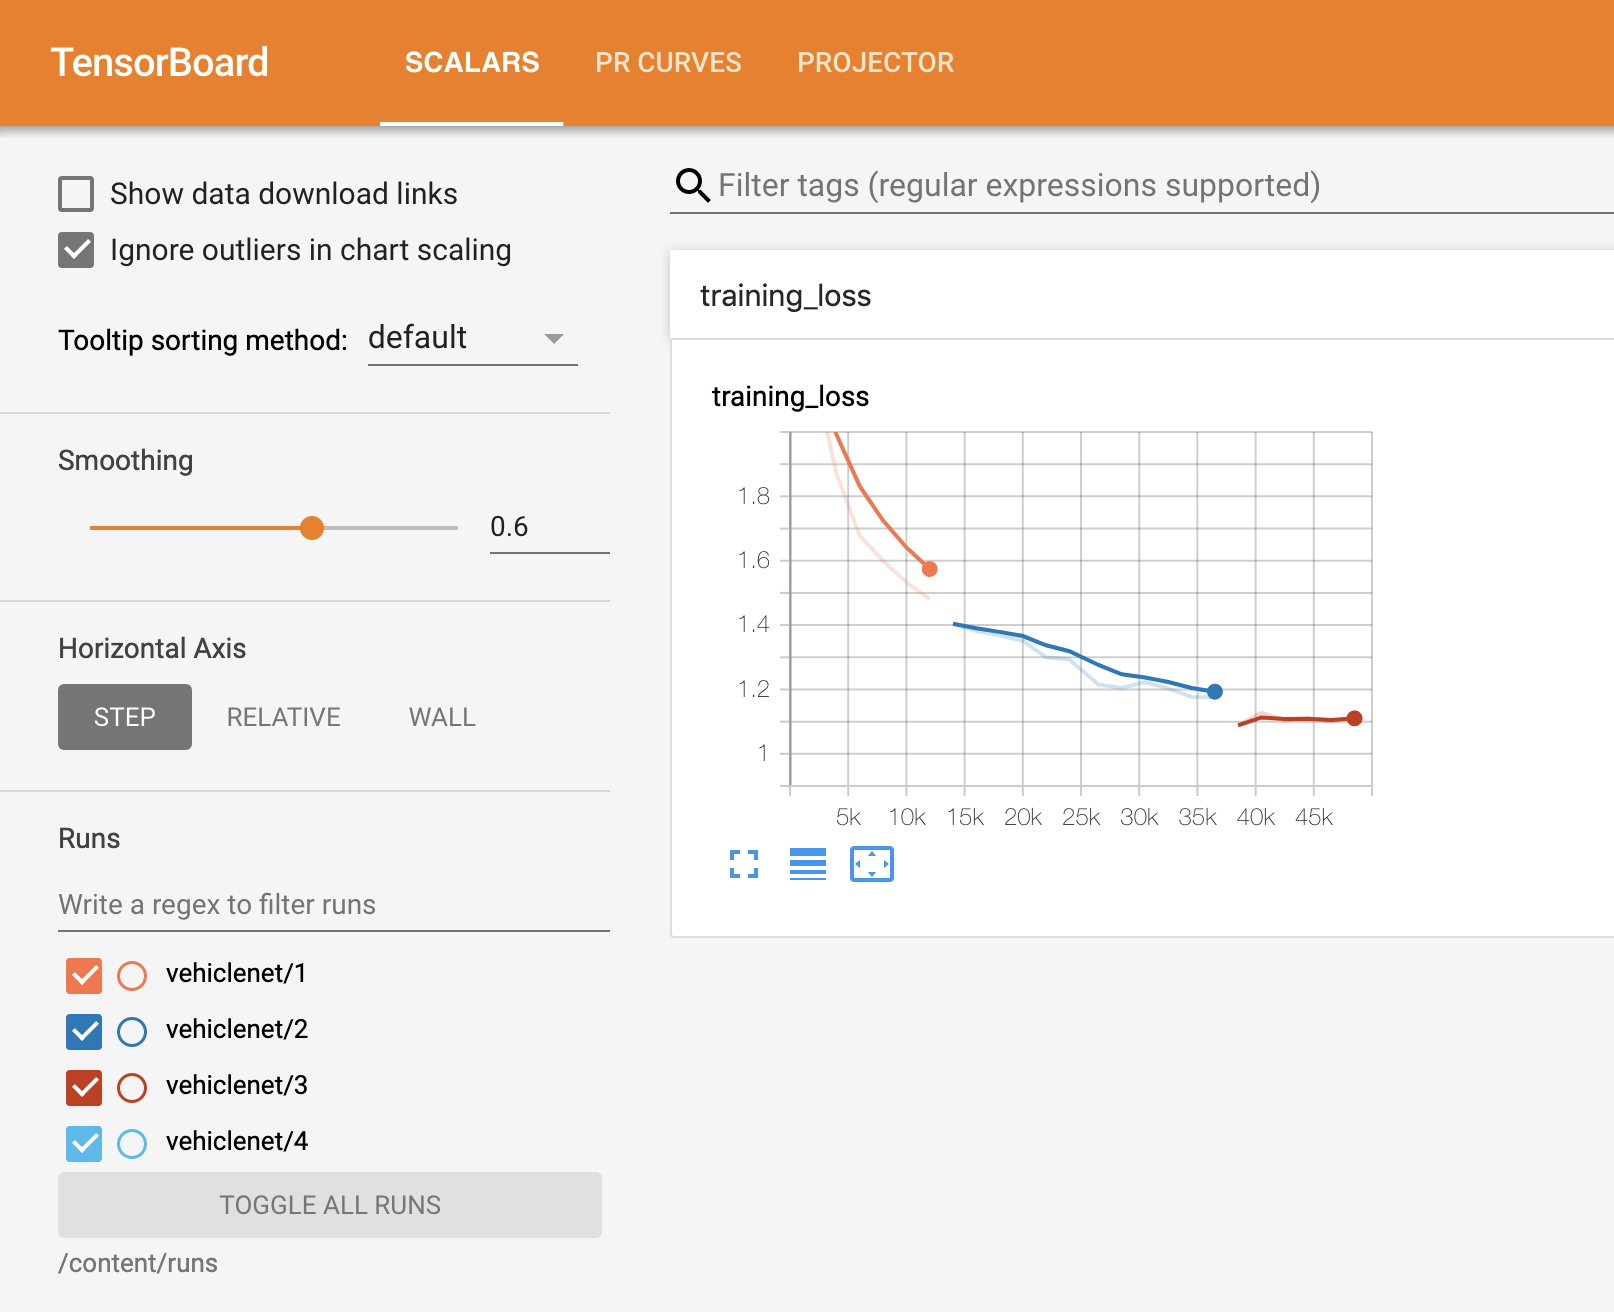 TensorBoard SCALARS PR CURVES PROJECTOR
Show data download links
Ignore outliers in chart scaling
Tooltip sorting method: default
Smoothing
0.6
Horizontal Axis
STEP RELATIVE WALL
Runs
Write a regex to filter runs
vehiclenet/1
vehiclenet/2
vehiclenet/3
vehiclenet/4
TOGGLE ALL RUNS
/content/runs
Filter tags (regular expressions supported)
training_loss
training_loss
1.8
1.6
1.4
1.2
1
5k 10k 15k 20k 25k 30k 35k 40k 45k